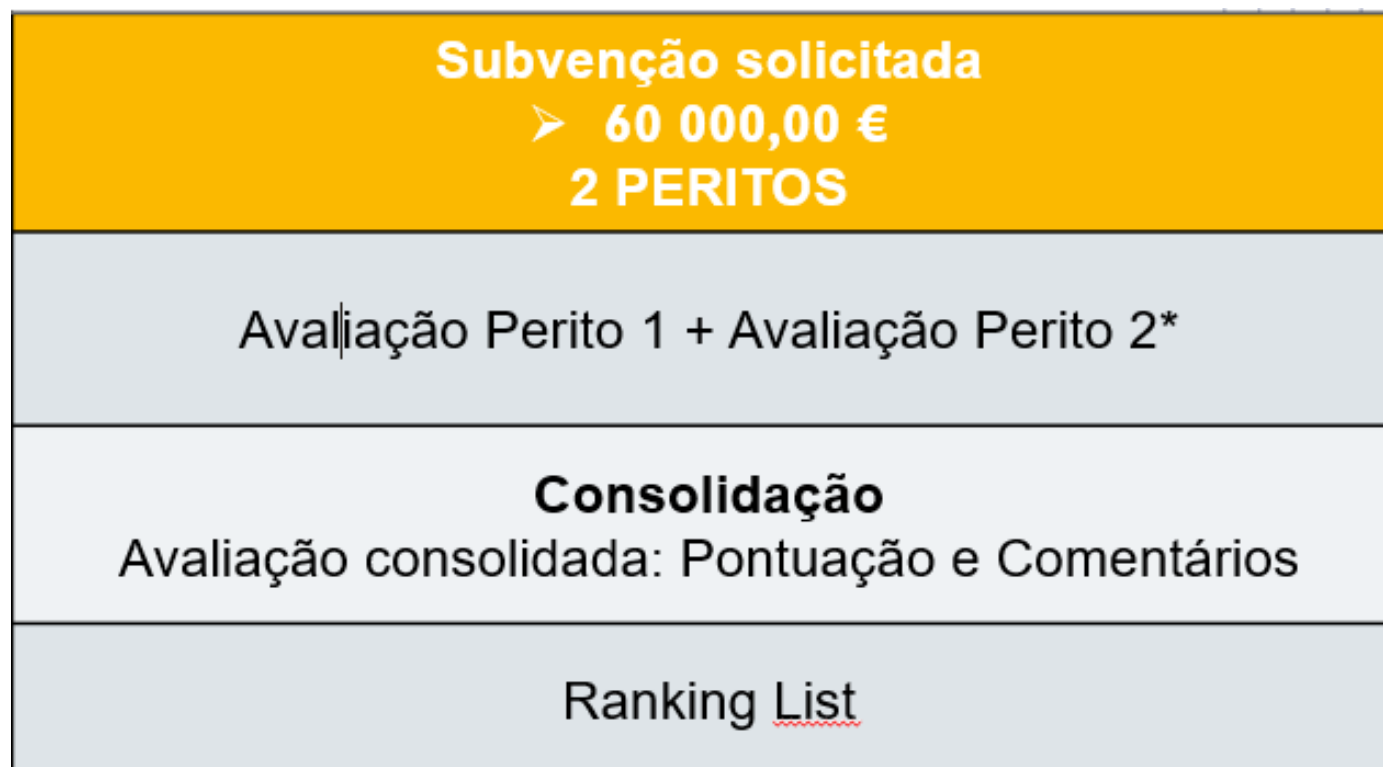 Subvenção solicitada
➢ 60 000,00 €
2 PERITOS
Avaliação Perito 1 + Avaliação Perito 2*
Consolidação
Avaliação consolidada: Pontuação e Comentários
Ranking List